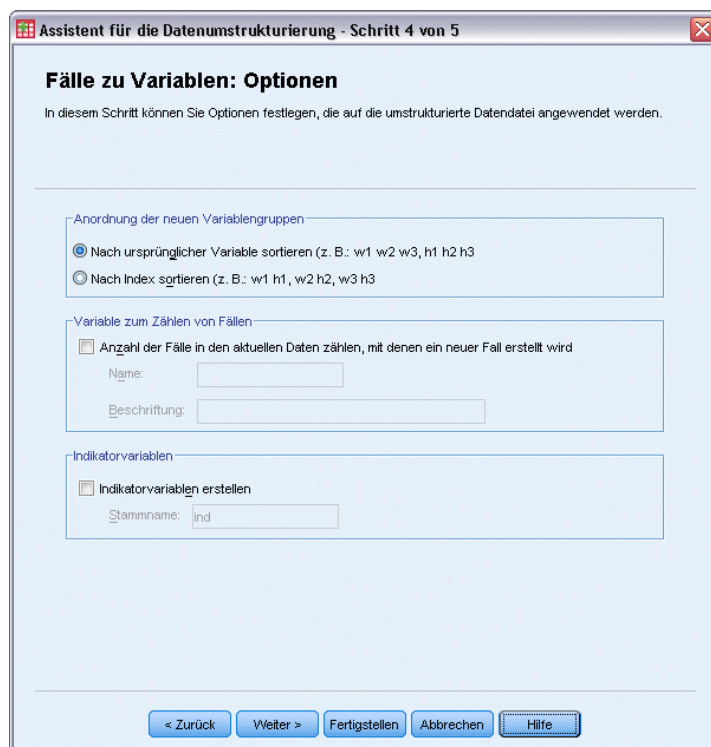 Assistent für die Datenumstrukturierung - Schritt 4 von 5
Fälle zu Variablen: Optionen
In diesem Schritt können Sie Optionen festlegen, die auf die umstrukturierte Datendatei angewendet werden.
Anordnung der neuen Variablengruppen
Nach ursprünglicher Variable sortieren (z. B.: w1 w2 w3, h1 h2 h3
Nach Index sortieren (z. B.: w1 h1, w2 h2, w3 h3
Variable zum Zählen von Fällen
Anzahl der Fälle in den aktuellen Daten zählen, mit denen ein neuer Fall erstellt wird
Name:
Beschriftung:
Indikatorvariablen
Indikatorvariablen erstellen
Stammname: ind
< Zurück Weiter > Fertigstellen Abbrechen Hilfe